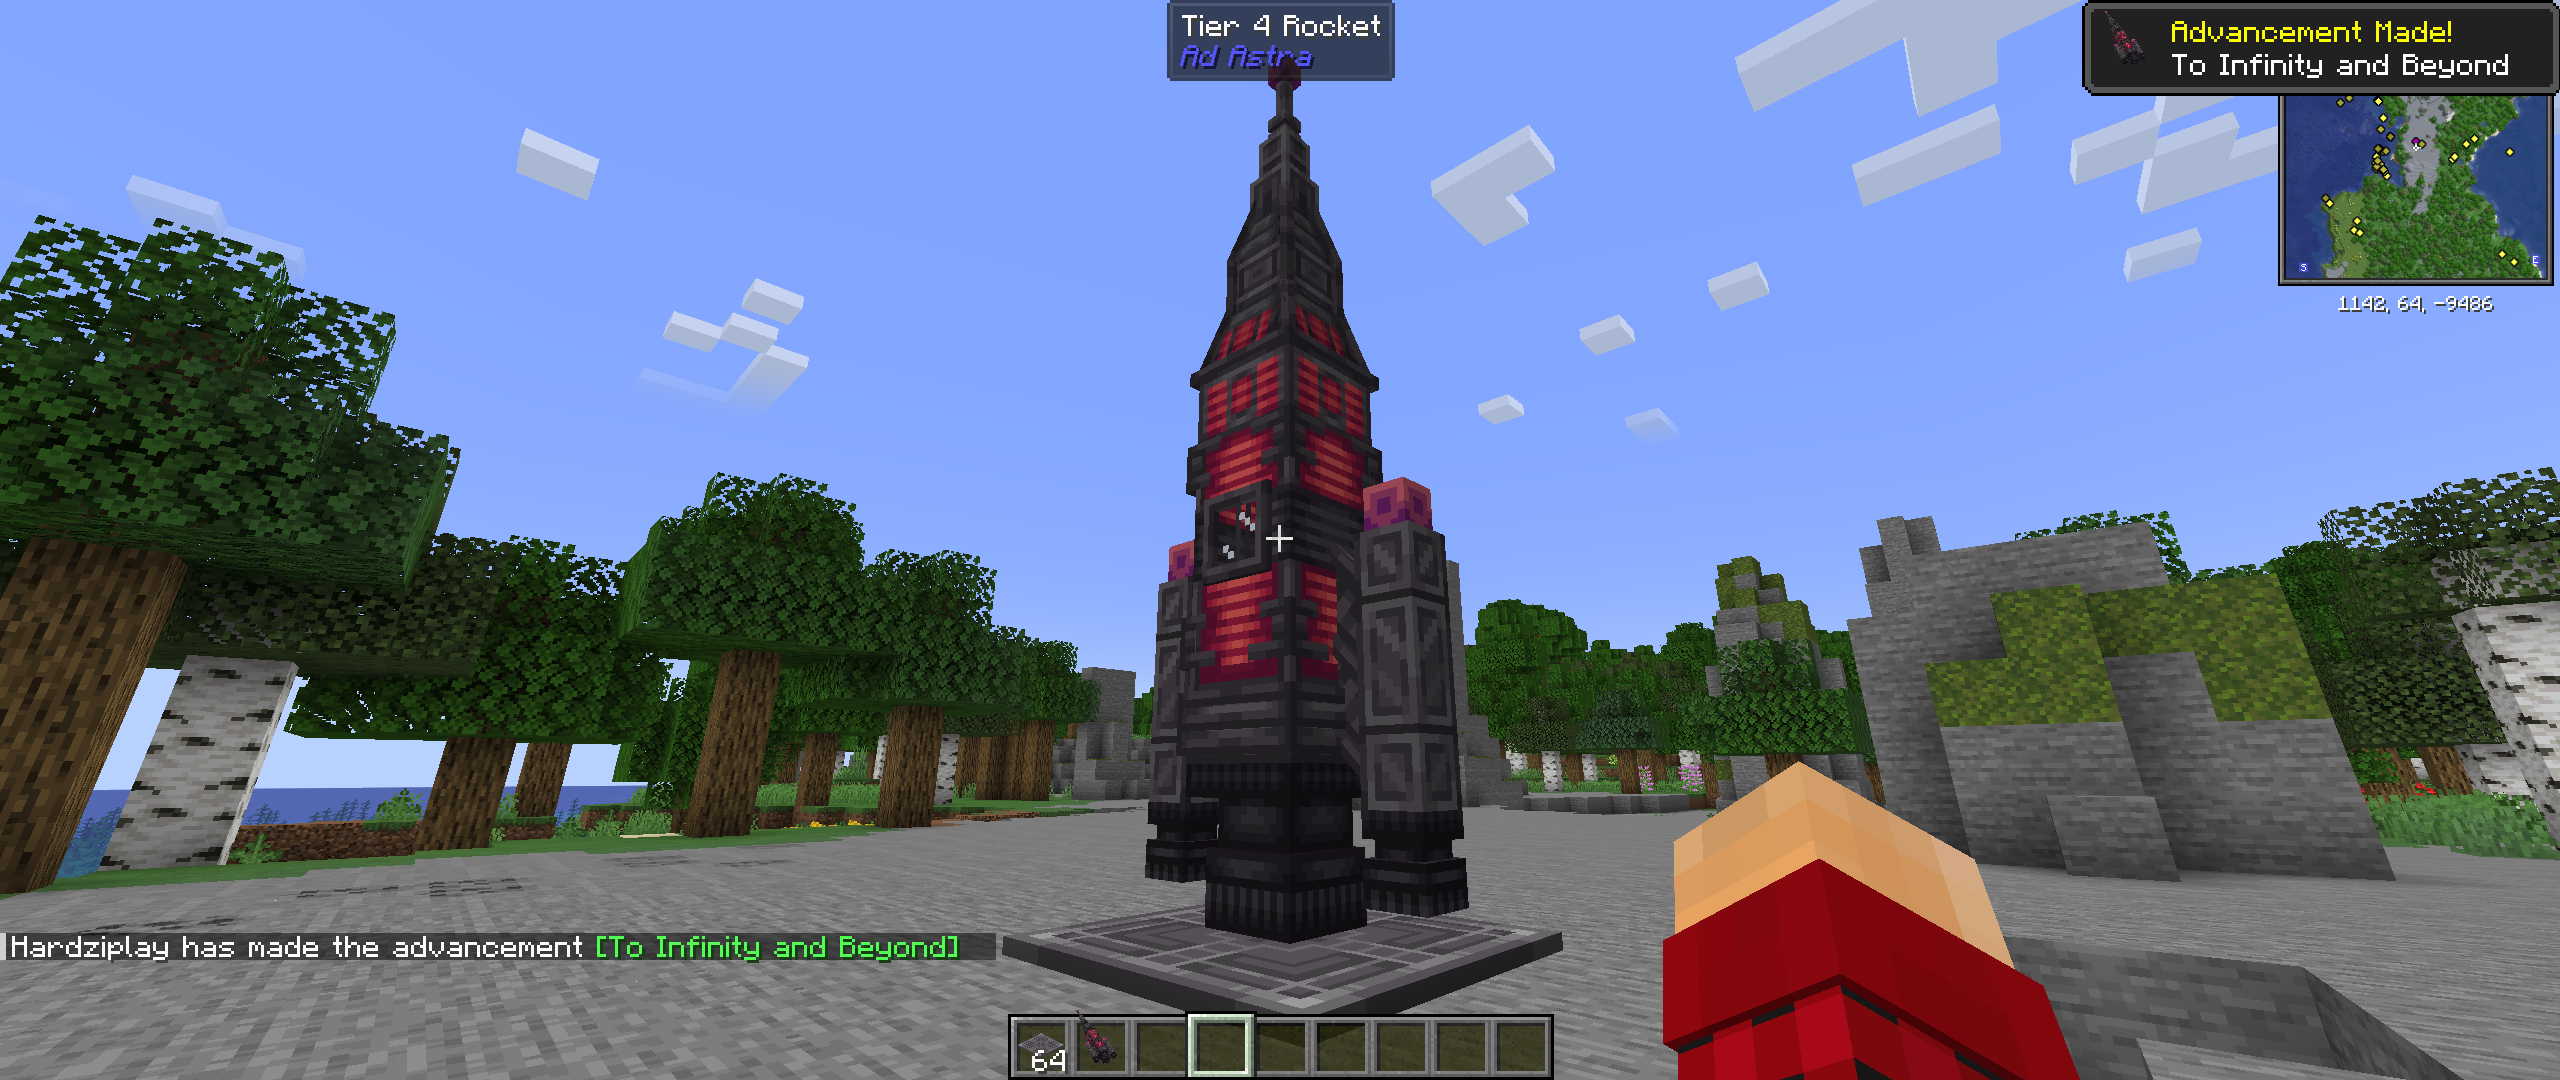 Tier 4 Rocket
Ad Astra
Advancement Made!
To Infinity and Beyond
S
E
1142, 64, -9486
Hardziplay has made the advancement [To Infinity and Beyond]
64